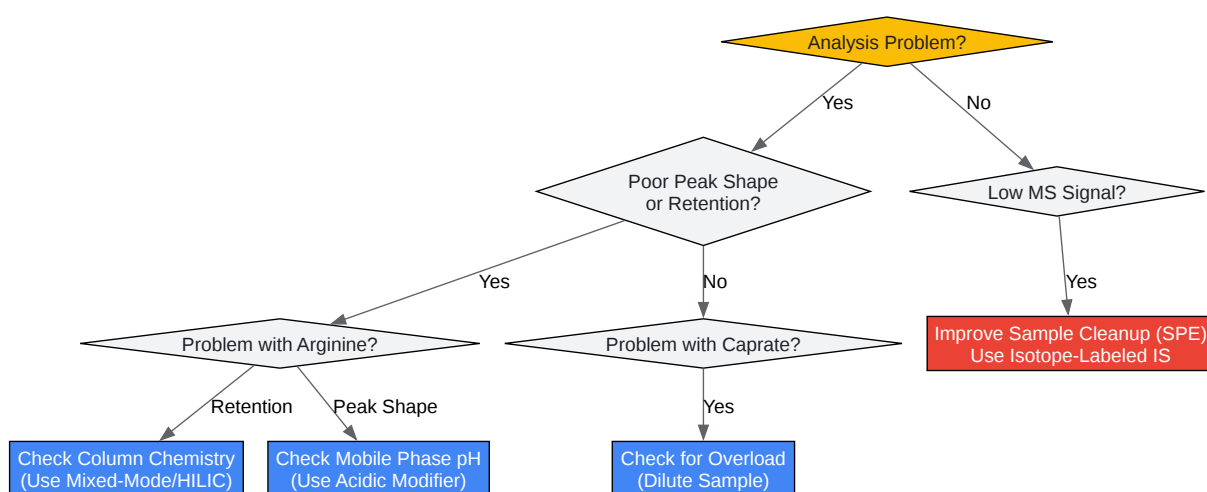 Analysis Problem?
Yes
No
Poor Peak Shape
or Retention?
Low MS Signal?
Yes
No
Yes
Problem with Arginine?
Problem with Caprate?
Improve Sample Cleanup (SPE)
Use Isotope-Labeled IS
Retention
Peak Shape
Yes
Check Column Chemistry
(Use Mixed-Mode/HILIC)
Check Mobile Phase pH
(Use Acidic Modifier)
Check for Overload
(Dilute Sample)